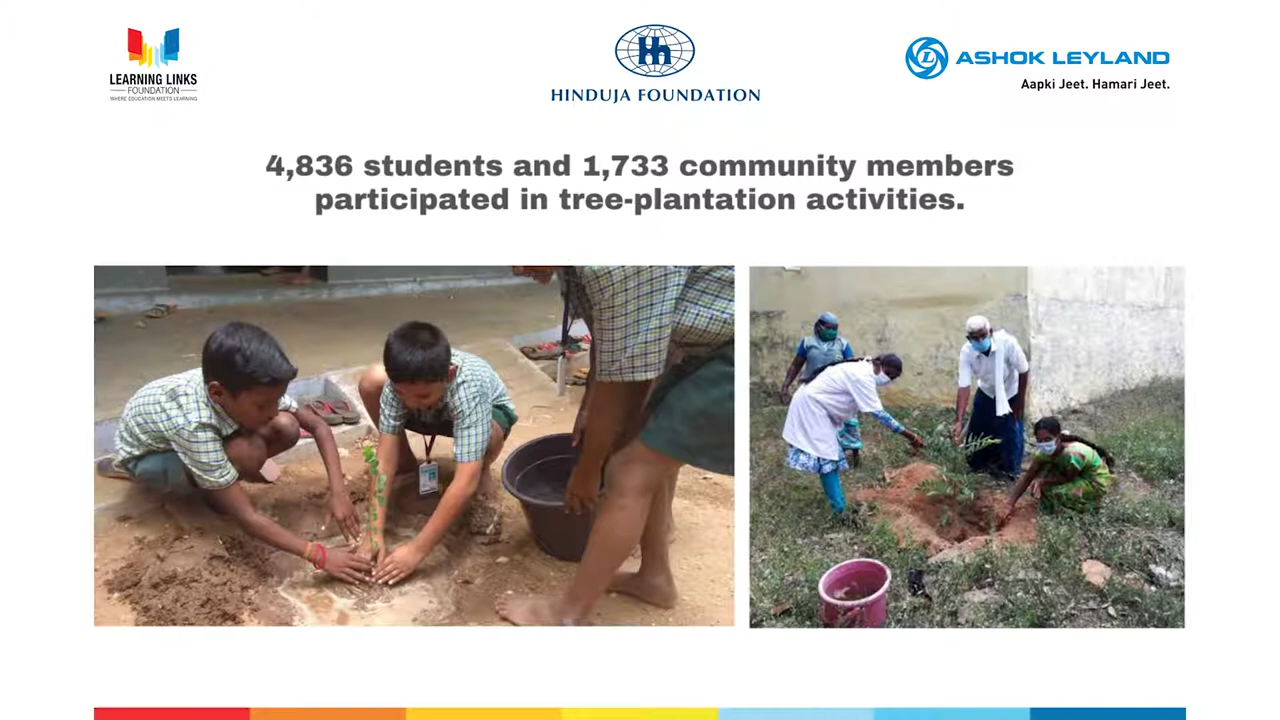 LEARNING LINKS
FOUNDATION
WHERE EDUCATION MEETS LEARNING
HINDUJA FOUNDATION
ASHOK LEYLAND
Aapki Jeet. Hamari Jeet.
4,836 students and 1,733 community members
participated in tree-plantation activities.